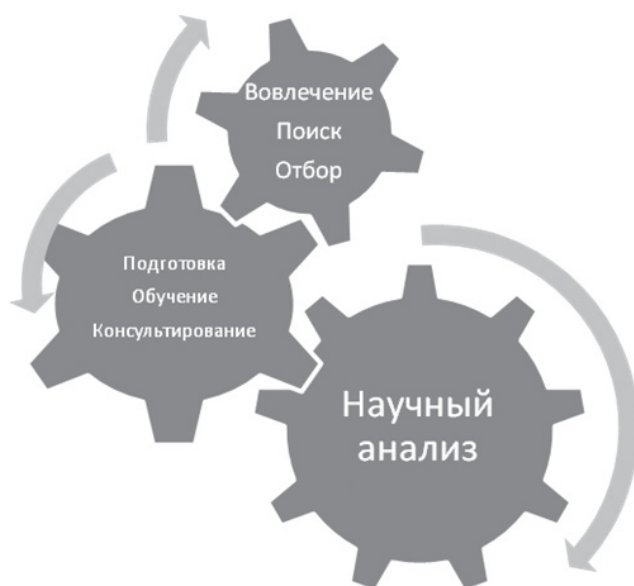 Вовлечение
Поиск
Отбор
Подготовка
Обучение
Консультирование
Научный
анализ